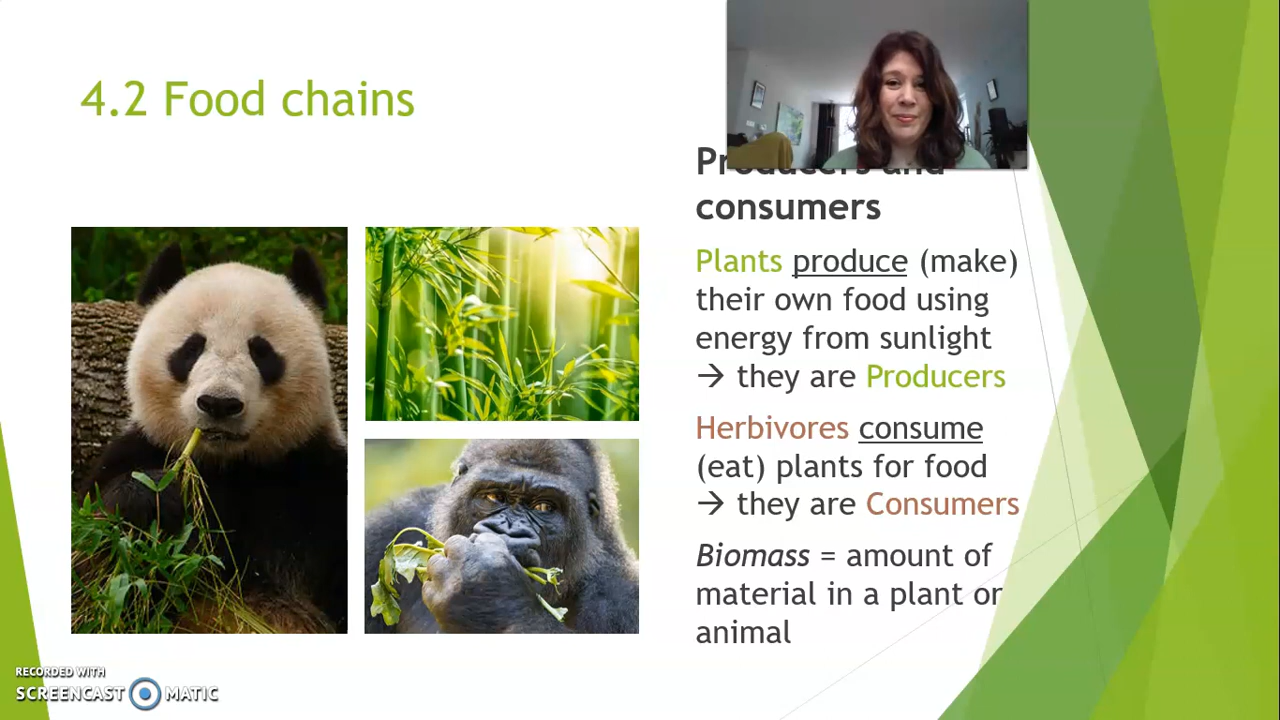 4.2 Food chains
Producers and
consumers
Plants produce (make)
their own food using
energy from sunlight
→ they are Producers
Herbivores consume
(eat) plants for food
→ they are Consumers
Biomass = amount of
material in a plant or
animal
RECORDED WITH
SCREENCAST MATIC